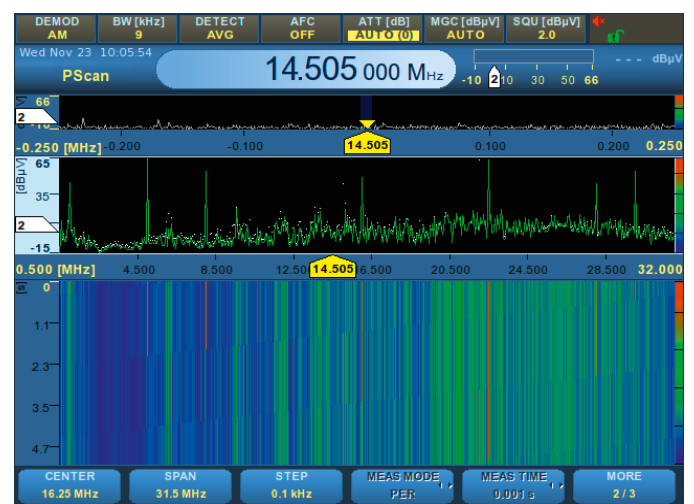 DEMOD BW [kHz] DETECT AFC ATT [dB] MGC [dBµV] SQU [dBµV]
AM 9 AVG OFF AUTO (0) AUTO 2.0
Wed Nov 23 10:05:54
PScan
14.505 000 MHz
- - - dBµV
-10 2 10 30 50 66
66
2
-10
-0.250 [MHz] -0.200 -0.100 14.505 0.100 0.200 0.250
[dBµV] 65
35
2
-15
0.500 [MHz] 4.500 8.500 12.50 14.505 16.500 20.500 24.500 28.500 32.000
[s] 0
1.1
2.3
3.5
4.7
CENTER SPAN STEP MEAS MODE MEAS TIME MORE
16.25 MHz 31.5 MHz 0.1 kHz PER 0.001 s 2 / 3